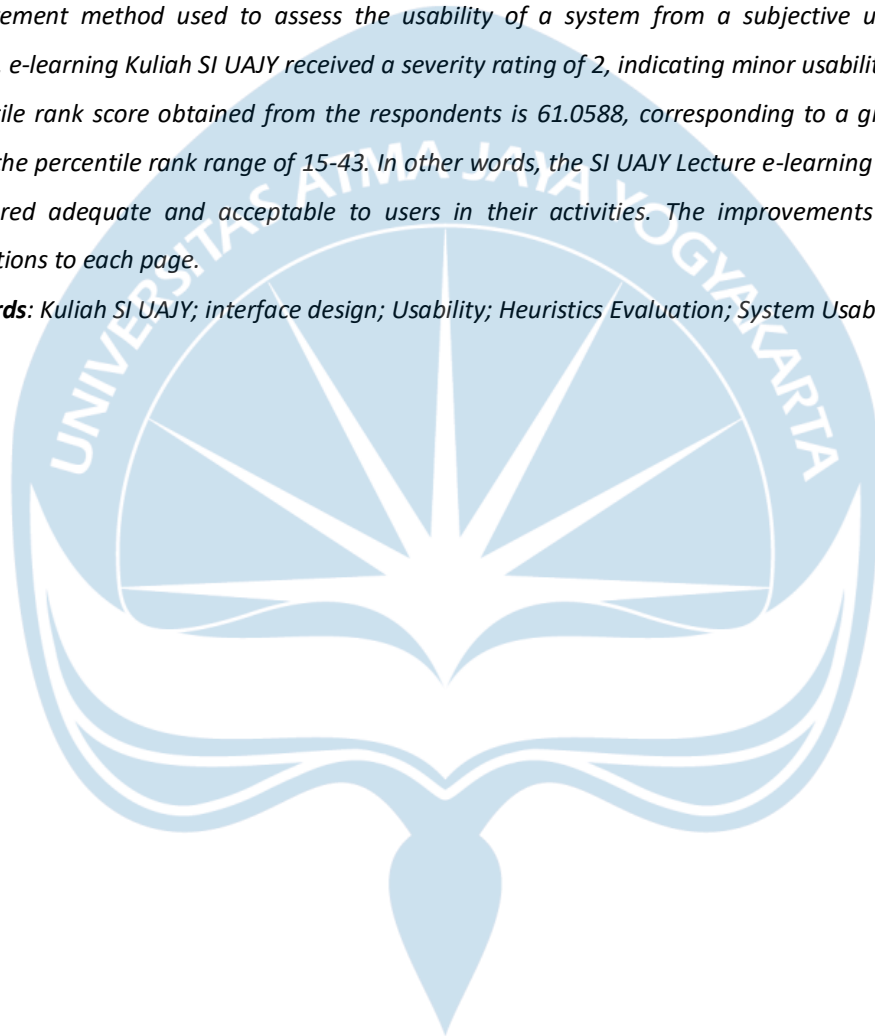 ement method used to assess the usability of a system from a subjective u
e-learning Kuliah SI UAJY received a severity rating of 2, indicating minor usabilit
ile rank score obtained from the respondents is 61.0588, corresponding to a g
the percentile rank range of 15-43. In other words, the SI UAJY Lecture e-learning
red adequate and acceptable to users in their activities. The improvements
tions to each page.
rds: Kuliah SI UAJY; interface design; Usability; Heuristics Evaluation; System Usab
UNIVERSITAS ATMA JAYA YOGYAKARTA